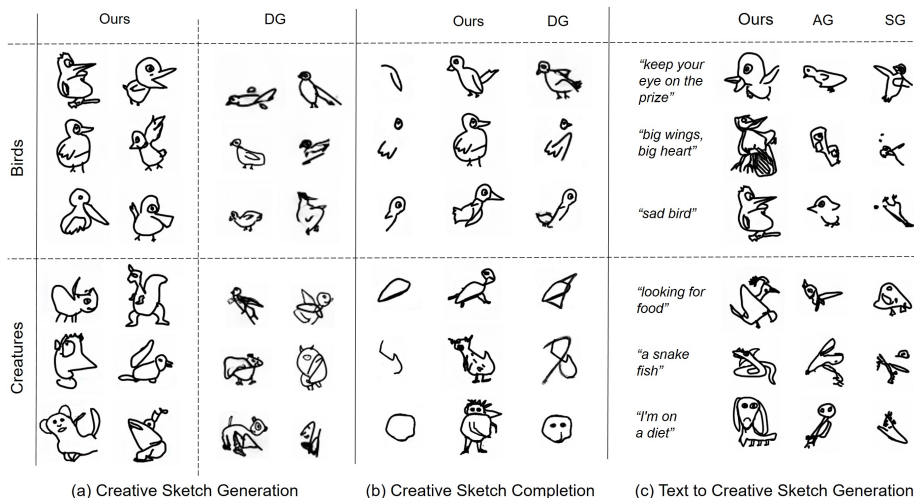 Ours DG Ours DG Ours AG SG
Birds
"keep your
eye on the
prize"
"big wings,
big heart"
"sad bird"
Creatures
"looking for
food"
"a snake
fish"
"I'm on
a diet"
(a) Creative Sketch Generation (b) Creative Sketch Completion (c) Text to Creative Sketch Generation